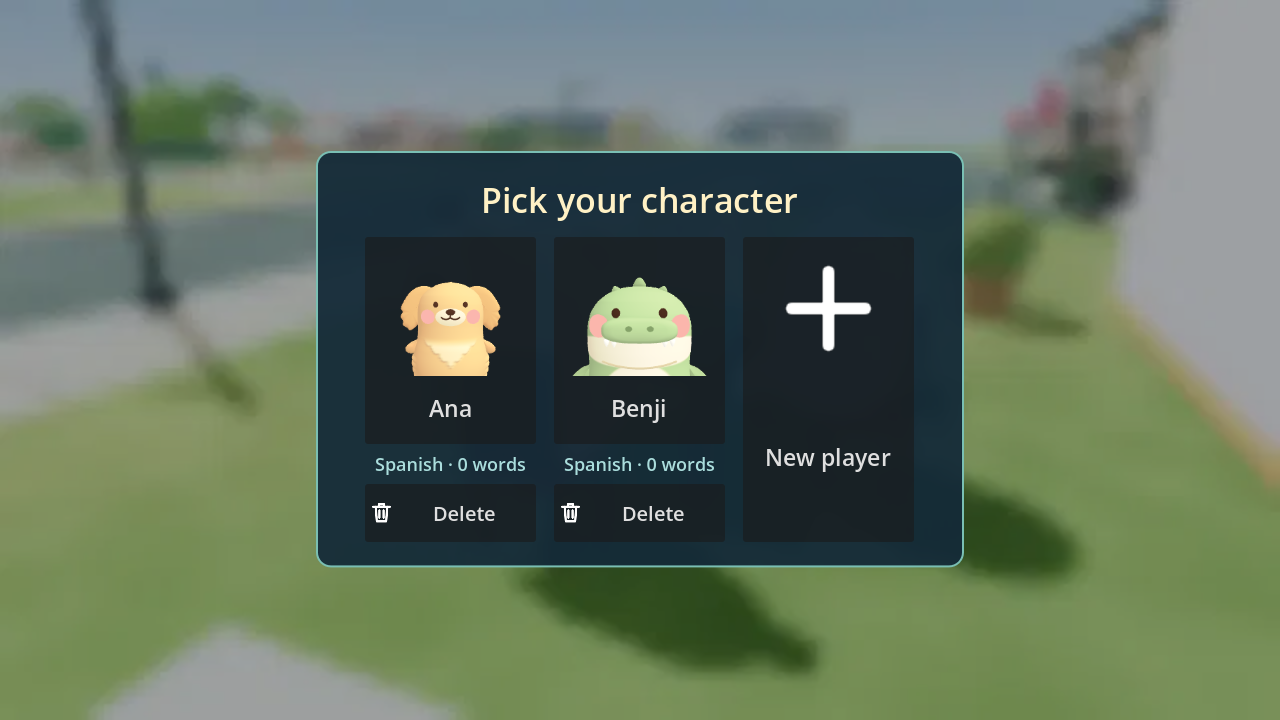 Pick your character
Ana
Benji
New player
Spanish · 0 words
Spanish · 0 words
Delete
Delete